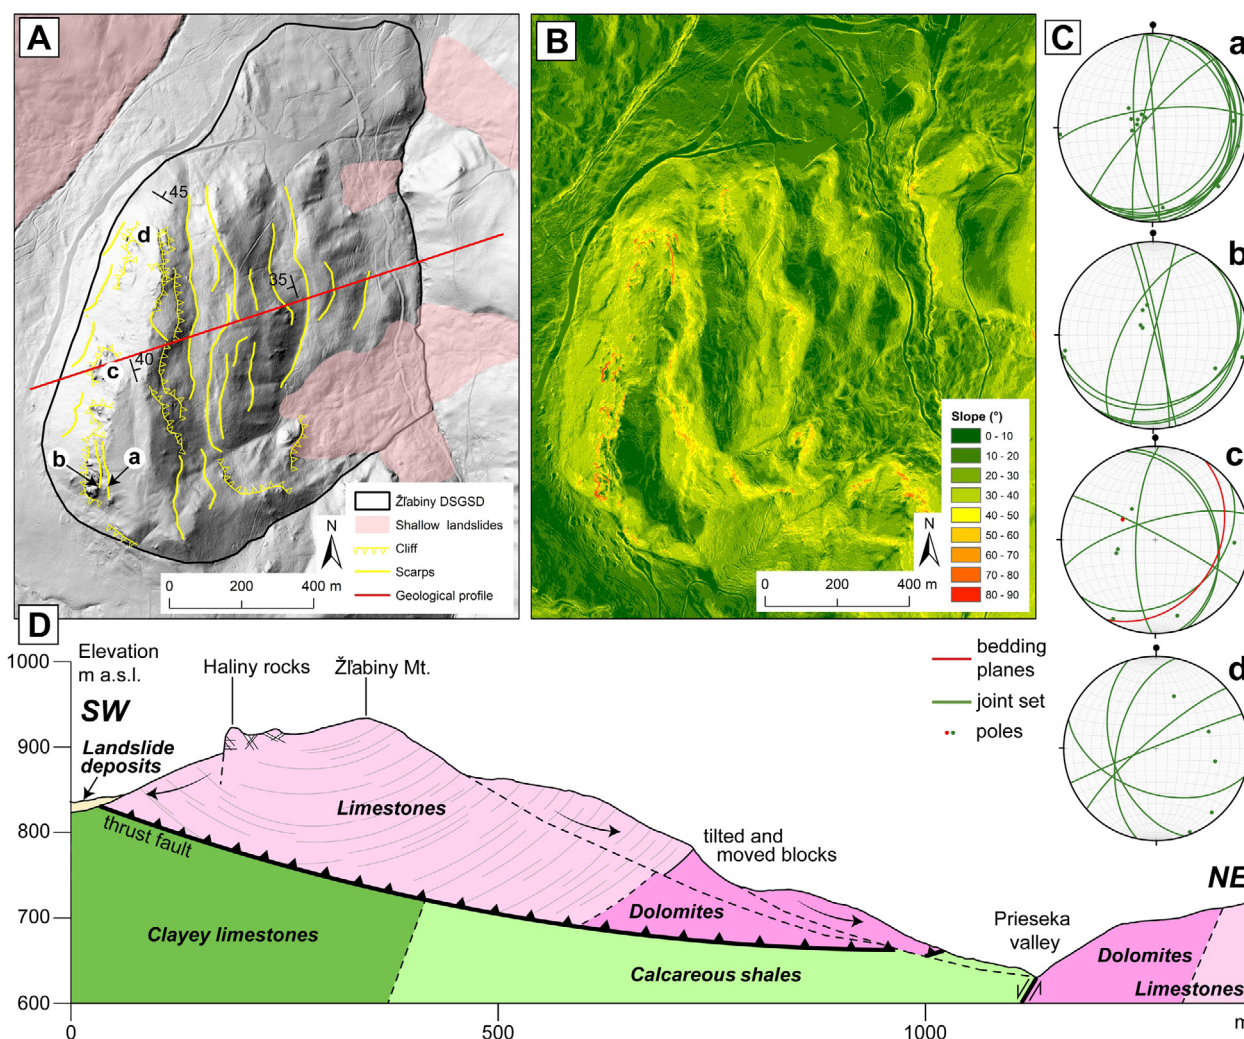 A
45
d
35
40
c
b
a
N
0 200 400 m
Žľabiny DSGSD
Shallow landslides
Cliff
Scarps
Geological profile
B
Slope (°)
0 - 10
10 - 20
20 - 30
30 - 40
40 - 50
50 - 60
60 - 70
70 - 80
80 - 90
N
0 200 400 m
C
a
b
c
d
bedding
planes
joint set
poles
D
Elevation
m a.s.l.
1000
900
800
700
600
SW
Haliny rocks
Žľabiny Mt.
Landslide
deposits
Limestones
thrust fault
tilted and
moved blocks
Dolomites
Clayey limestones
Calcareous shales
Prieseka
valley
NE
Dolomites
Limestones
0 500 1000 m